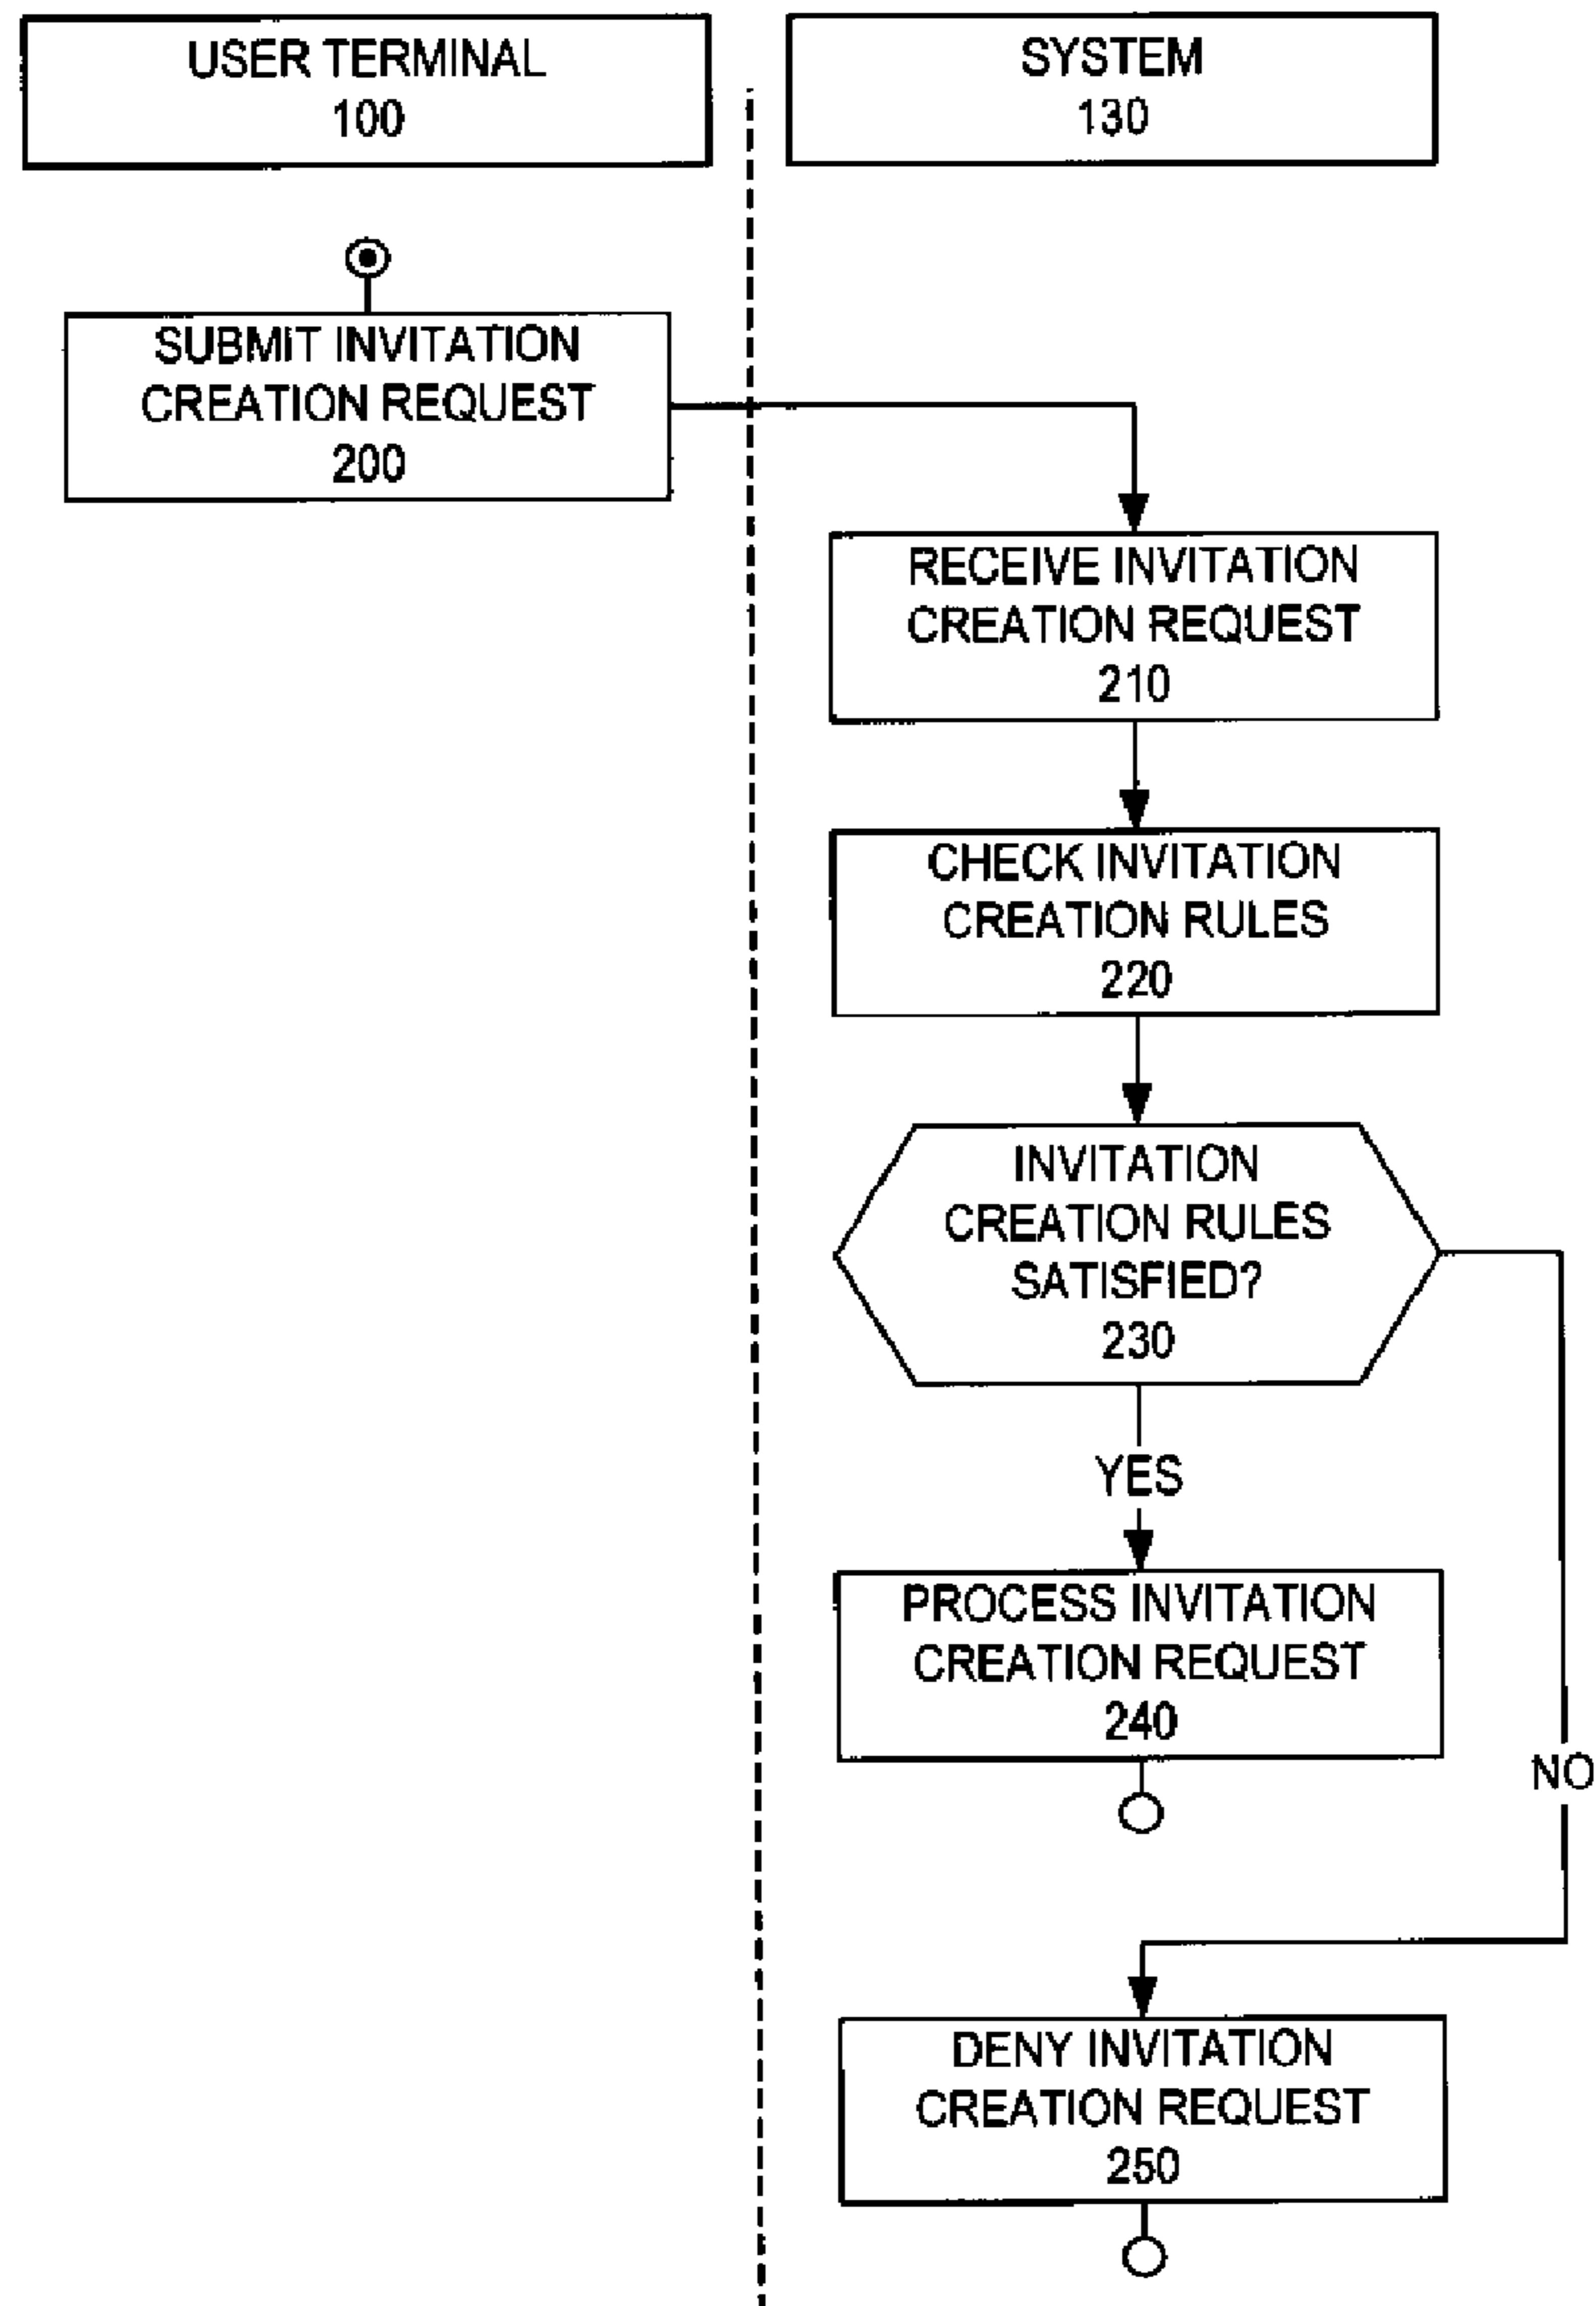 USER TERMINAL
100
SYSTEM
130
SUBMIT INVITATION
CREATION REQUEST
200
RECEIVE INVITATION
CREATION REQUEST
210
CHECK INVITATION
CREATION RULES
220
INVITATION
CREATION RULES
SATISFIED?
230
YES
PROCESS INVITATION
CREATION REQUEST
240
NO
DENY INVITATION
CREATION REQUEST
250